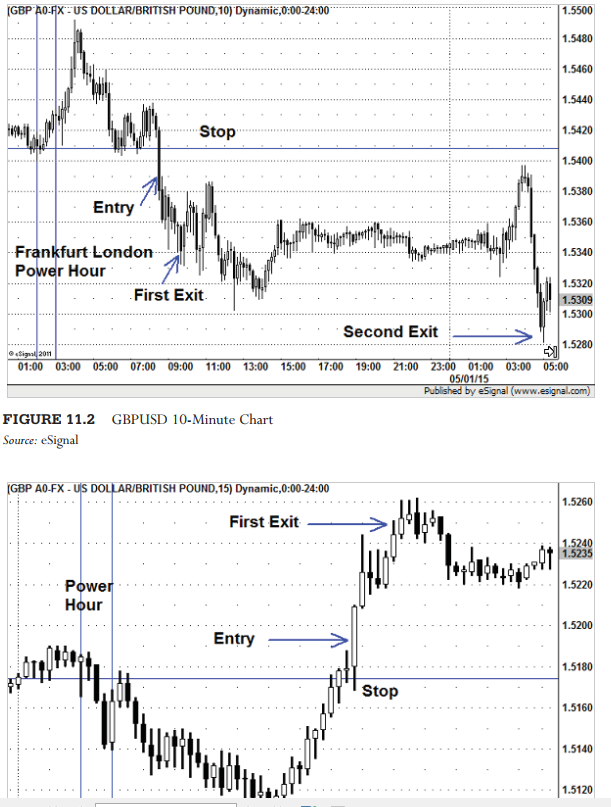 (GBP A0-FX - US DOLLAR/BRITISH POUND,10) Dynamic,0:00-24:00
1.5500
1.5480
1.5460
1.5440
Stop
1.5420
1.5400
1.5380
Entry
1.5360
Frankfurt London
Power Hour
1.5340
First Exit
1.5320
1.5309
1.5300
Second Exit
1.5280
© eSignal, 2011
01:00 03:00 05:00 07:00 09:00 11:00 13:00 15:00 17:00 19:00 21:00 23:00 01:00 03:00 05:00
05/01/15
Published by eSignal (www.esignal.com)
FIGURE 11.2 GBPUSD 10-Minute Chart
Source: eSignal
(GBP A0-FX - US DOLLAR/BRITISH POUND,15) Dynamic,0:00-24:00
1.5260
First Exit
1.5240
1.5235
Power
Hour
1.5220
1.5200
Entry
1.5180
Stop
1.5160
1.5140
1.5120